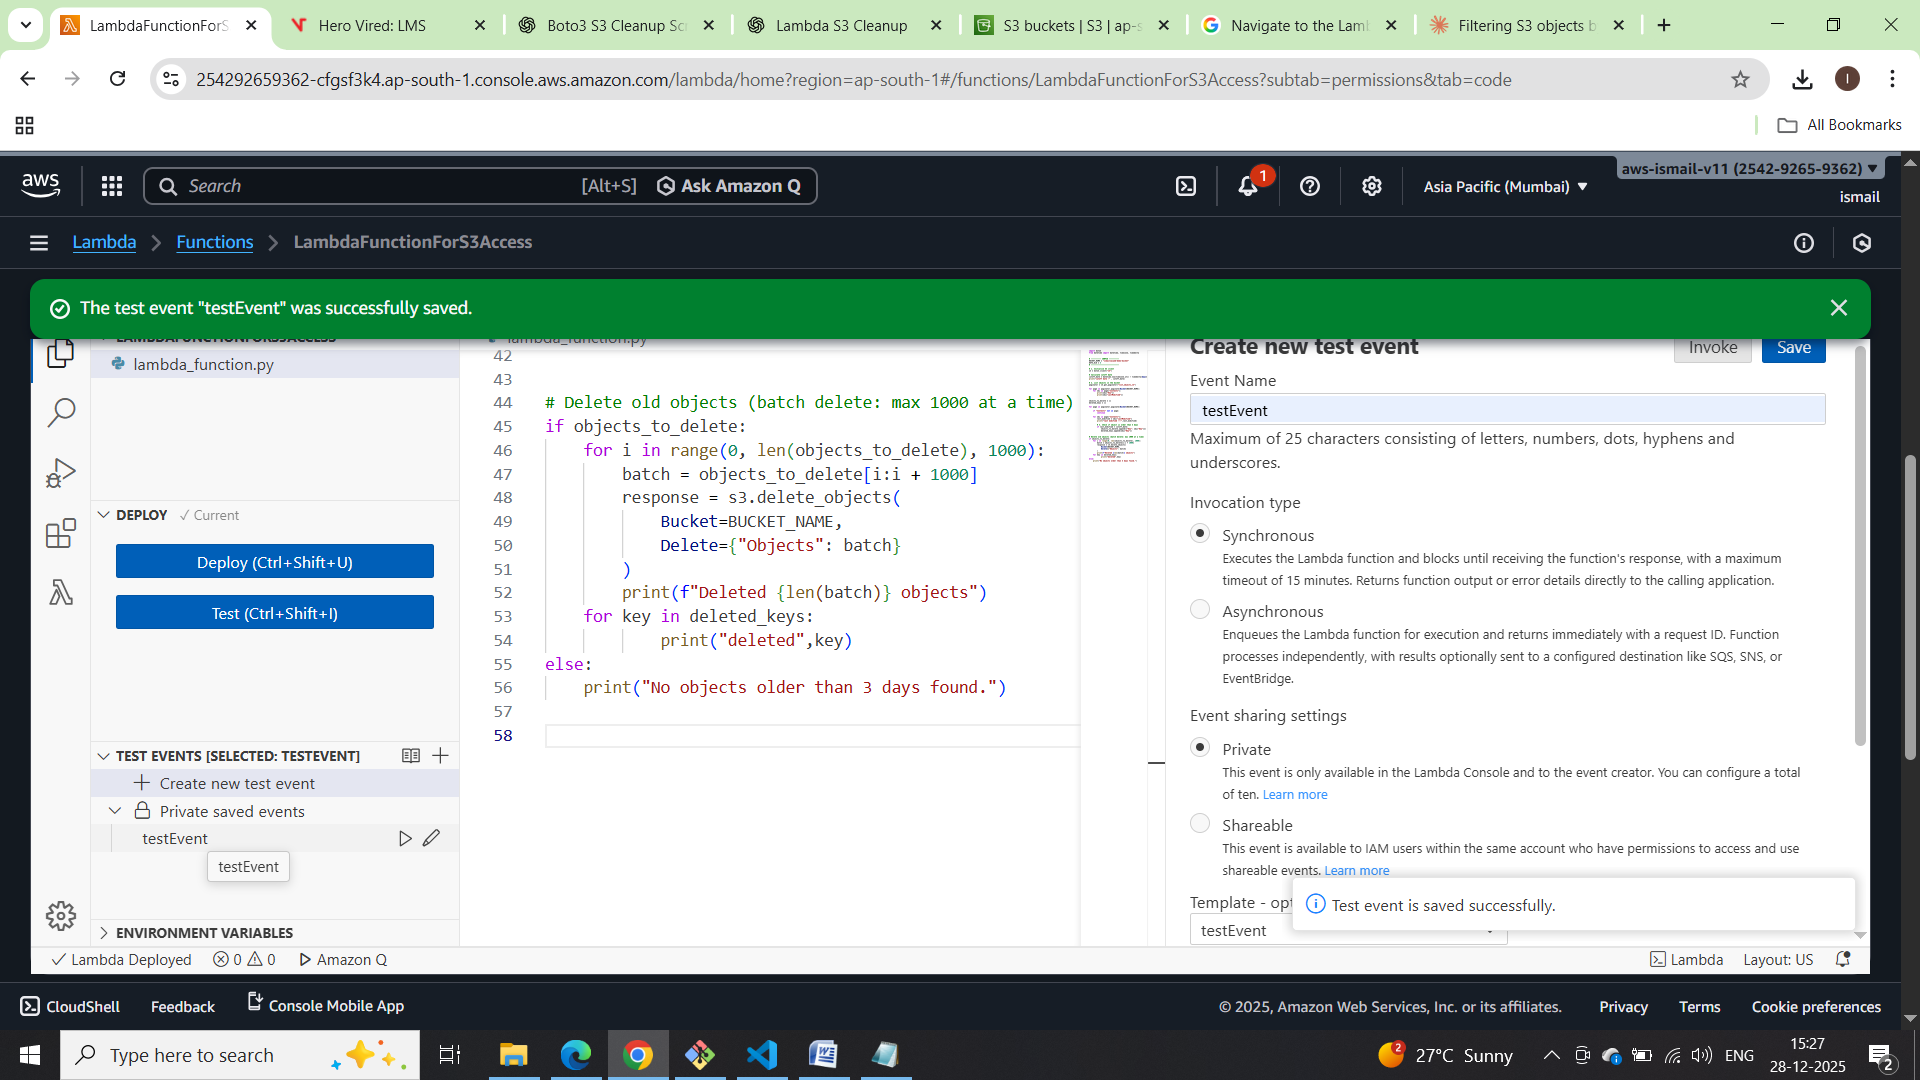 LambdaFunctionForS
Hero Vired: LMS
Boto3 S3 Cleanup Sc
Lambda S3 Cleanup
S3 buckets | S3 | ap-s
Navigate to the Lamb
Filtering S3 objects b
254292659362-cfgsf3k4.ap-south-1.console.aws.amazon.com/lambda/home?region=ap-south-1#/functions/LambdaFunctionForS3Access?subtab=permissions&tab=code
I
All Bookmarks
aws
Search
[Alt+S]
Ask Amazon Q
1
Asia Pacific (Mumbai)
aws-ismail-v11 (2542-9265-9362)
ismail
Lambda
Functions
LambdaFunctionForS3Access
The test event "testEvent" was successfully saved.
LAMBDAFUNCTIONFORS3ACCESS
lambda_function.py
DEPLOY
Current
Deploy (Ctrl+Shift+U)
Test (Ctrl+Shift+I)
TEST EVENTS [SELECTED: TESTEVENT]
Create new test event
Private saved events
testEvent
testEvent
ENVIRONMENT VARIABLES
lambda_function.py
42
43
44 # Delete old objects (batch delete: max 1000 at a time)
45 if objects_to_delete:
46 for i in range(0, len(objects_to_delete), 1000):
47 batch = objects_to_delete[i:i + 1000]
48 response = s3.delete_objects(
49 Bucket=BUCKET_NAME,
50 Delete={"Objects": batch}
51 )
52 print(f"Deleted {len(batch)} objects")
53 for key in deleted_keys:
54 print("deleted",key)
55 else:
56 print("No objects older than 3 days found.")
57
58
Create new test event
Invoke
Save
Event Name
testEvent
Maximum of 25 characters consisting of letters, numbers, dots, hyphens and
underscores.
Invocation type
Synchronous
Executes the Lambda function and blocks until receiving the function's response, with a maximum
timeout of 15 minutes. Returns function output or error details directly to the calling application.
Asynchronous
Enqueues the Lambda function for execution and returns immediately with a request ID. Function
processes independently, with results optionally sent to a configured destination like SQS, SNS, or
EventBridge.
Event sharing settings
Private
This event is only available in the Lambda Console and to the event creator. You can configure a total
of ten. Learn more
Shareable
This event is available to IAM users within the same account who have permissions to access and use
shareable events. Learn more
Template - opt
testEvent
Test event is saved successfully.
Lambda Deployed
0
0
Amazon Q
Lambda
Layout: US
CloudShell
Feedback
Console Mobile App
© 2025, Amazon Web Services, Inc. or its affiliates.
Privacy
Terms
Cookie preferences
Type here to search
2
27°C Sunny
ENG
15:27
28-12-2025
2